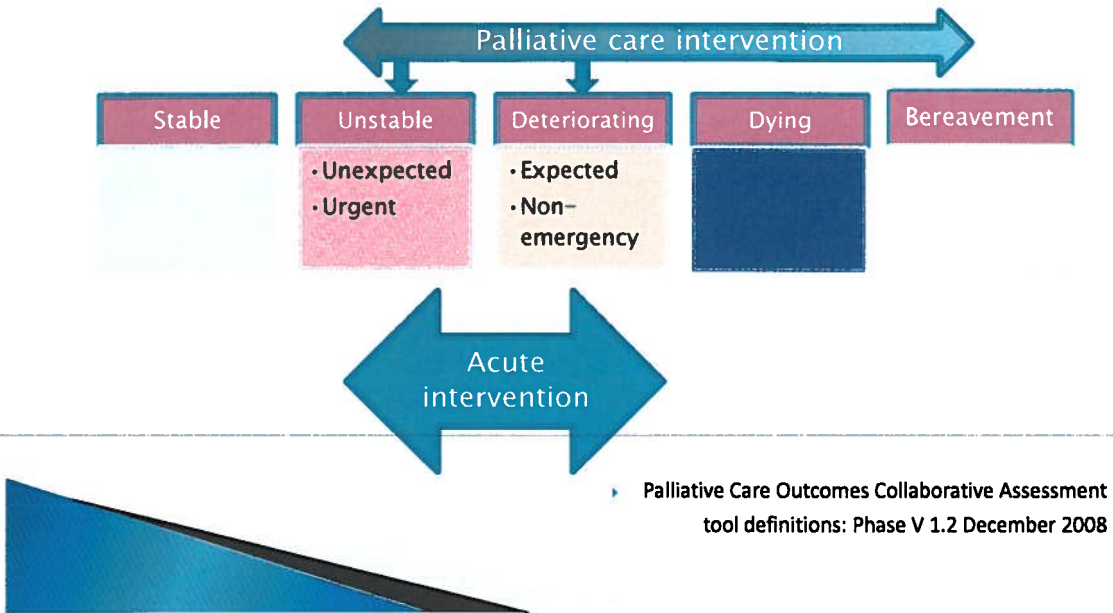 Palliative care intervention
Stable
Unstable
Deteriorating
Dying
Bereavement
· Unexpected
· Urgent
· Expected
· Non-
emergency
Acute
intervention
Palliative Care Outcomes Collaborative Assessment
tool definitions: Phase V 1.2 December 2008